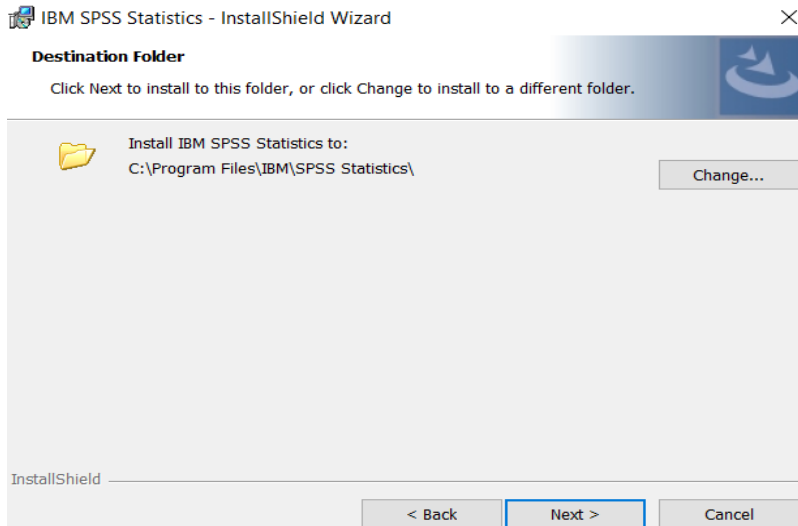 IBM SPSS Statistics - InstallShield Wizard
Destination Folder
Click Next to install to this folder, or click Change to install to a different folder.
Install IBM SPSS Statistics to:
C:\Program Files\IBM\SPSS Statistics\
Change...
InstallShield
< Back
Next >
Cancel